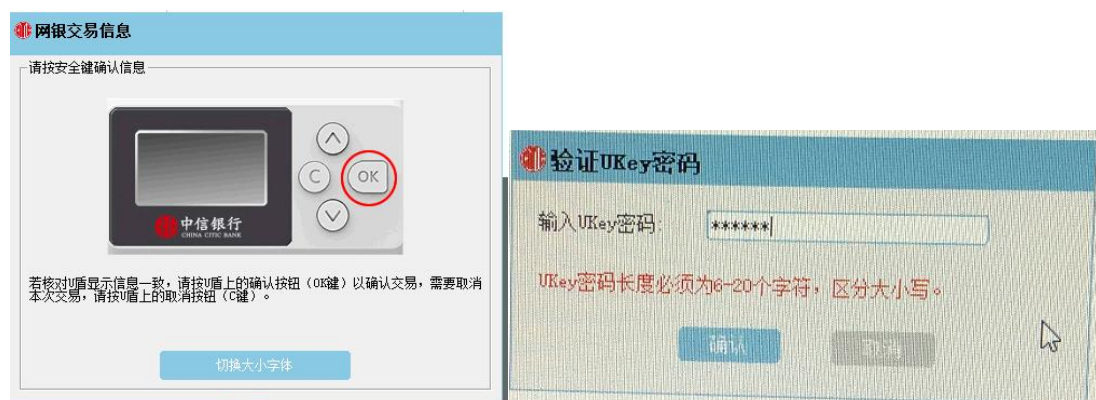 网银交易信息
请按安全键确认信息
C
OK
中信银行
CHINA CITIC BANK
若核对U盾显示信息一致，请按U盾上的确认按钮（OK键）以确认交易，需要取消
本次交易，请按U盾上的取消按钮（C键）。
切换大小字体
验证UKey密码
输入UKey密码：
******
UKey密码长度必须为6-20个字符，区分大小写。
确认
取消